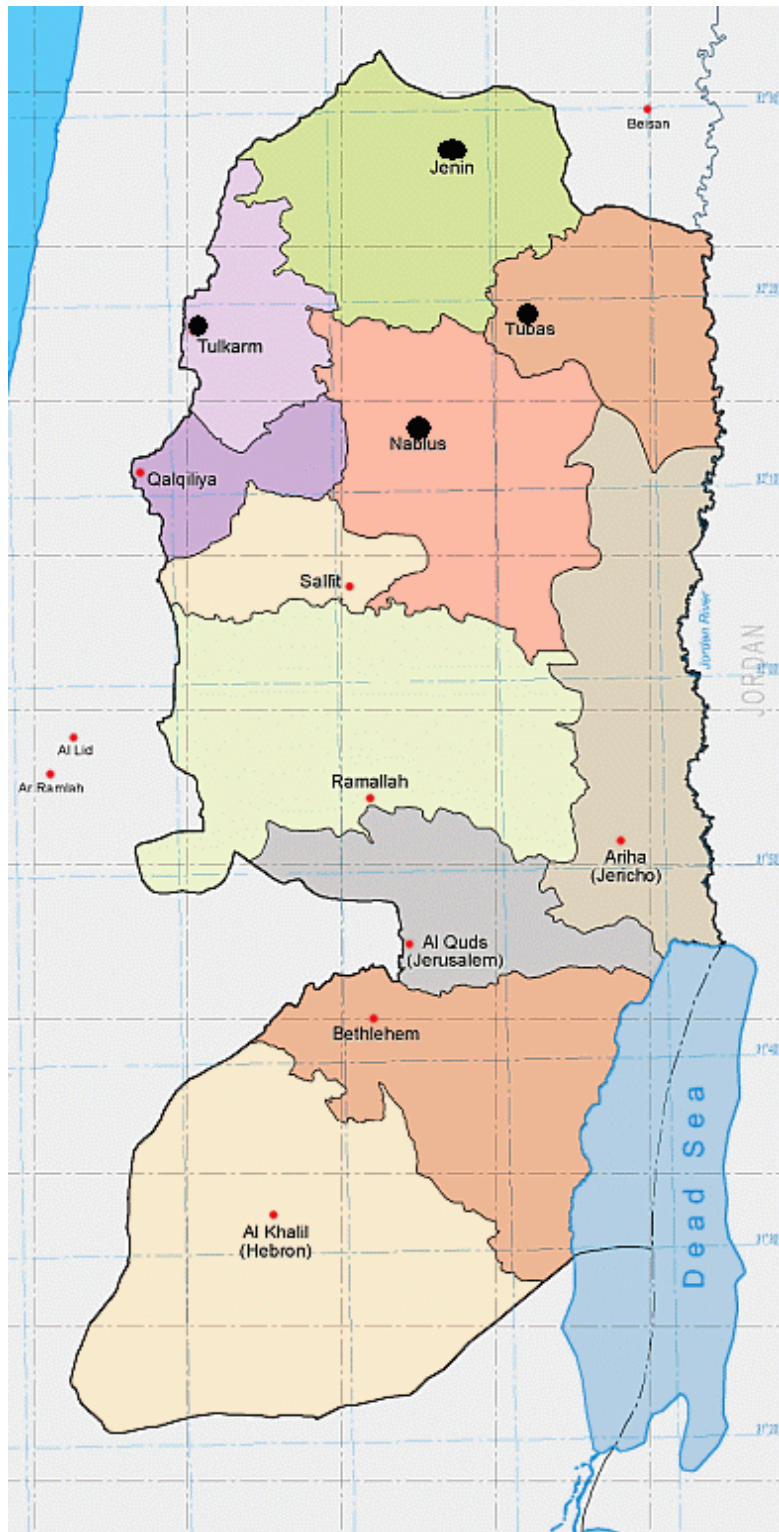 Beisan
Jenin
Tubas
Tulkarm
Nablus
Qalqiliya
Salfit
Jordan River
JORDAN
Al Lid
Ar Ramlah
Ramallah
Ariha
(Jericho)
Al Quds
(Jerusalem)
Bethlehem
Dead Sea
Al Khalil
(Hebron)